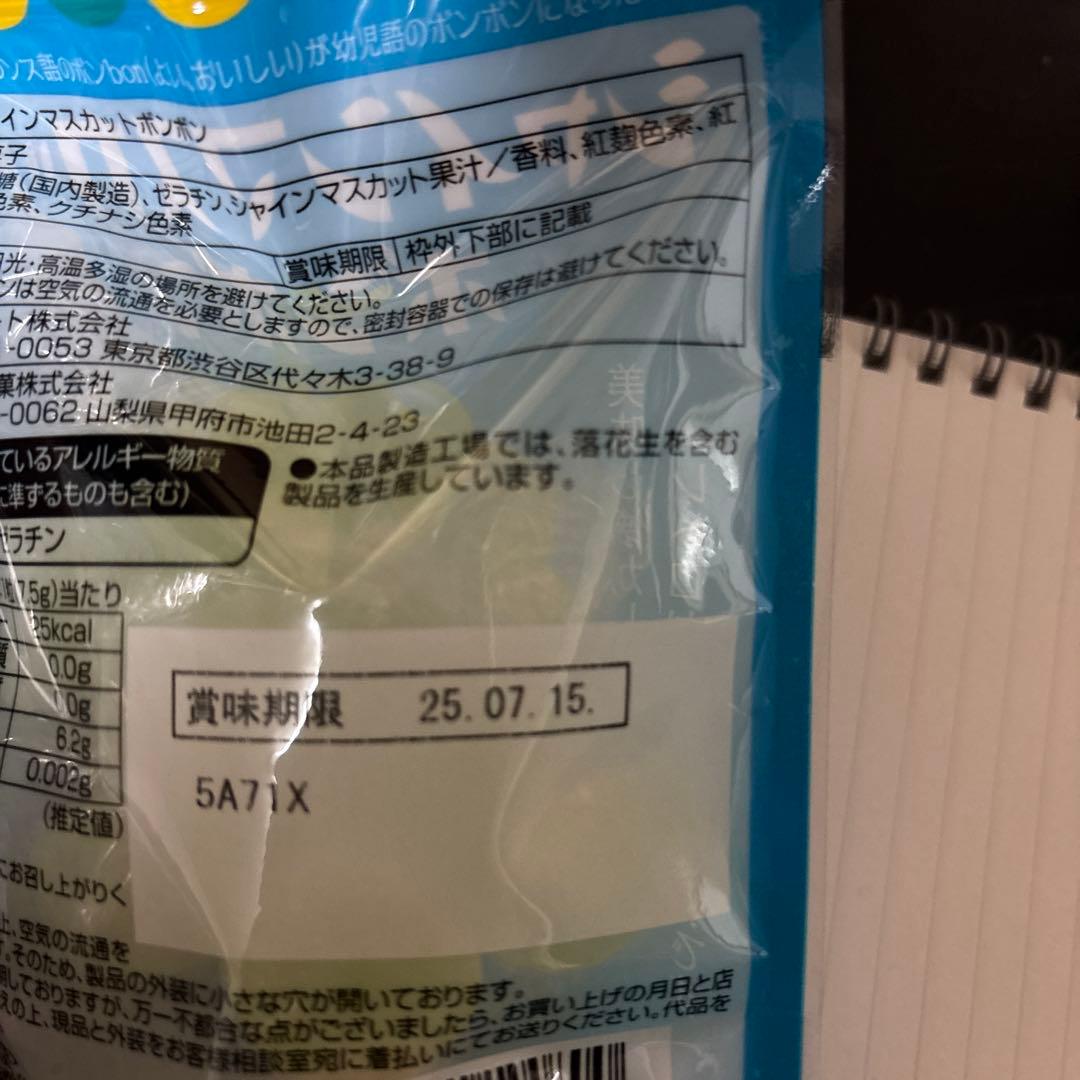 ンス語のボンbon(よい、おいしい)が幼児語のボンボンになった
インマスカットボンボン
菓子
糖(国内製造)、ゼラチン、シャインマスカット果汁/香料、紅麹色素、紅
色素、クチナシ色素
賞味期限 枠外下部に記載
日光・高温多湿の場所を避けてください。
ンは空気の流通を必要としますので、密封容器での保存は避けてください。
ート株式会社
-0053 東京都渋谷区代々木3-38-9
菓株式会社
-0062 山梨県甲府市池田2-4-23
ているアレルギー物質
に準ずるものも含む)
ゼラチン
●本品製造工場では、落花生を含む
製品を生産しています。
7.5g)当たり
25kcal
質 0.0g
0g
6.2g
0.002g
(推定値)
賞味期限 25.07.15.
5A71X
にお召し上がりく
上、空気の流通を
す。そのため、製品の外装に小さな穴が開いております。
期しておりますが、万一不都合な点がございましたら、お買い上げの月日と店
えの上、現品と外装をお客様相談室宛に着払いにてお送りください。代品を